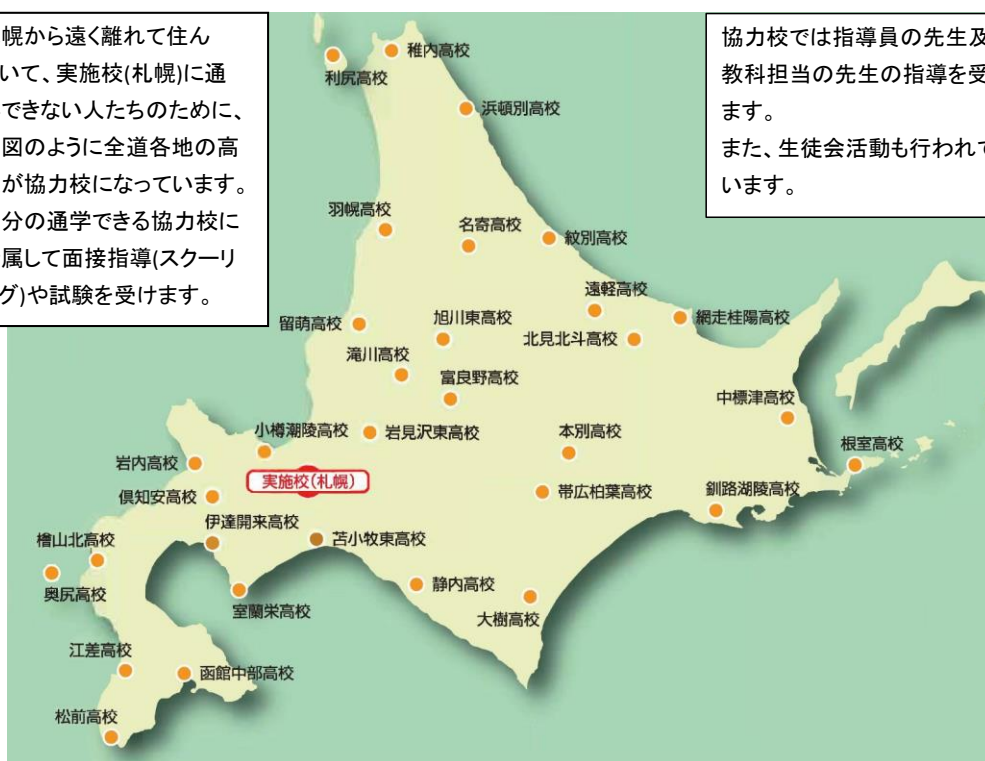 幌から遠く離れて住ん
いて、実施校(札幌)に通
できない人たちのために、
図のように全道各地の高
が協力校になっています。
分の通学できる協力校に
属して面接指導(スクーリ
グ)や試験を受けます。
協力校では指導員の先生及
教科担当の先生の指導を受
ます。
また、生徒会活動も行われて
います。
稚内高校
利尻高校
浜頓別高校
羽幌高校
名寄高校
紋別高校
遠軽高校
留萌高校
旭川東高校
網走桂陽高校
北見北斗高校
滝川高校
富良野高校
中標津高校
小樽潮陵高校
岩見沢東高校
本別高校
根室高校
岩内高校
実施校(札幌)
倶知安高校
帯広柏葉高校
釧路湖陵高校
伊達開来高校
苫小牧東高校
檜山北高校
静内高校
奥尻高校
室蘭栄高校
大樹高校
江差高校
函館中部高校
松前高校